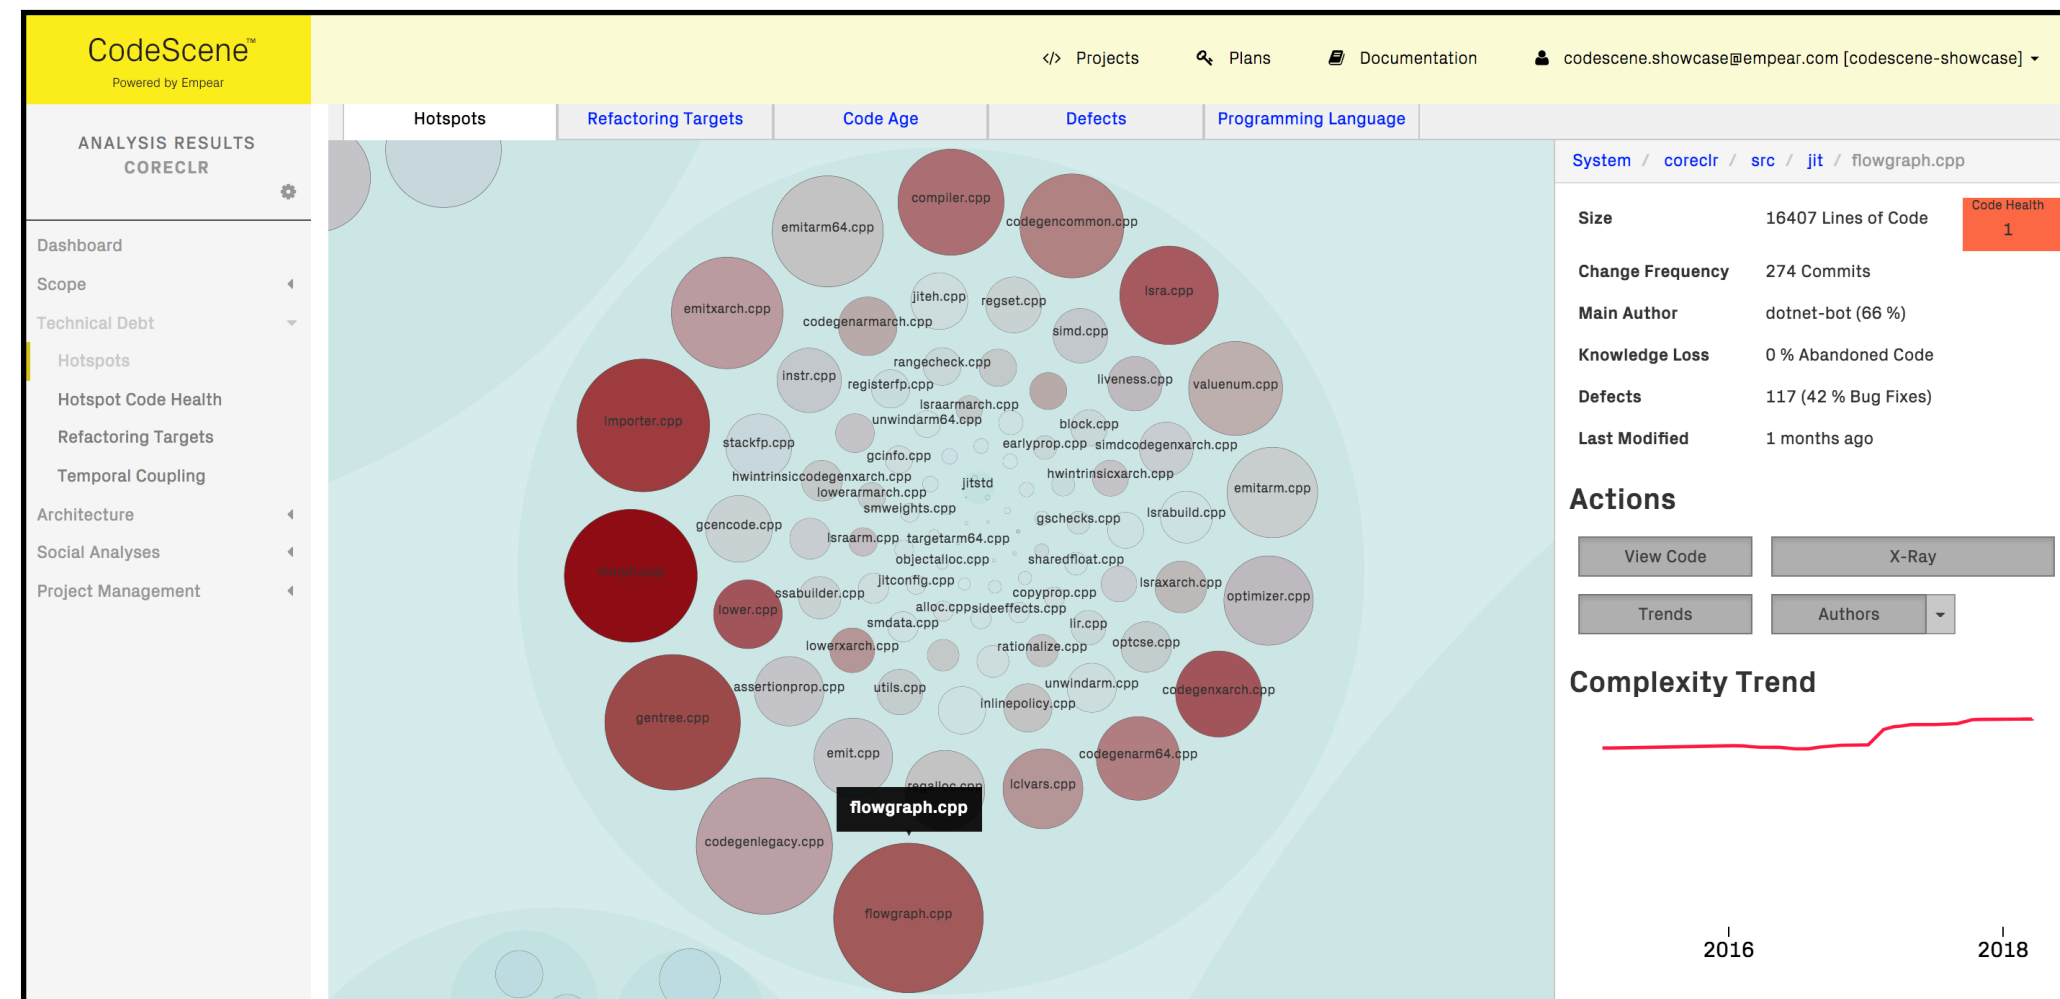 CodeScene™
Powered by Empear
Projects
Plans
Documentation
codescene.showcase@empear.com [codescene-showcase]
ANALYSIS RESULTS
CORECLR
Dashboard
Scope
Technical Debt
Hotspots
Hotspot Code Health
Refactoring Targets
Temporal Coupling
Architecture
Social Analyses
Project Management
Hotspots
Refactoring Targets
Code Age
Defects
Programming Language
compiler.cpp
emitarm64.cpp
codegencommon.cpp
lsra.cpp
emitxarch.cpp
jiteh.cpp
regset.cpp
codegenarmarch.cpp
simd.cpp
rangecheck.cpp
instr.cpp
registerfp.cpp
liveness.cpp
valuenum.cpp
lsraarmarch.cpp
unwindarm64.cpp
importer.cpp
block.cpp
stackfp.cpp
earlyprop.cpp
simdcodegenxarch.cpp
gcinfo.cpp
hwintrinsiccodegenxarch.cpp
hwintrinsicxarch.cpp
jitstd
lowerarmarch.cpp
emitarm.cpp
smweights.cpp
gschecks.cpp
lsrabuild.cpp
gcencode.cpp
lsraarm.cpp
targetarm64.cpp
objectalloc.cpp
sharedfloat.cpp
jitconfig.cpp
lsraxarch.cpp
ssabuilder.cpp
copyprop.cpp
optimizer.cpp
lower.cpp
alloc.cpp
sideeffects.cpp
smdata.cpp
lir.cpp
lowerxarch.cpp
rationalize.cpp
optcse.cpp
assertionprop.cpp
utils.cpp
unwindarm.cpp
codegenxarch.cpp
inlinepolicy.cpp
gentree.cpp
emit.cpp
codegenarm64.cpp
regalloc.cpp
lclvars.cpp
flowgraph.cpp
codegenlegacy.cpp
flowgraph.cpp
System / coreclr / src / jit / flowgraph.cpp
Size 16407 Lines of Code
Code Health
1
Change Frequency 274 Commits
Main Author dotnet-bot (66 %)
Knowledge Loss 0 % Abandoned Code
Defects 117 (42 % Bug Fixes)
Last Modified 1 months ago
Actions
View Code
X-Ray
Trends
Authors
Complexity Trend
2016
2018